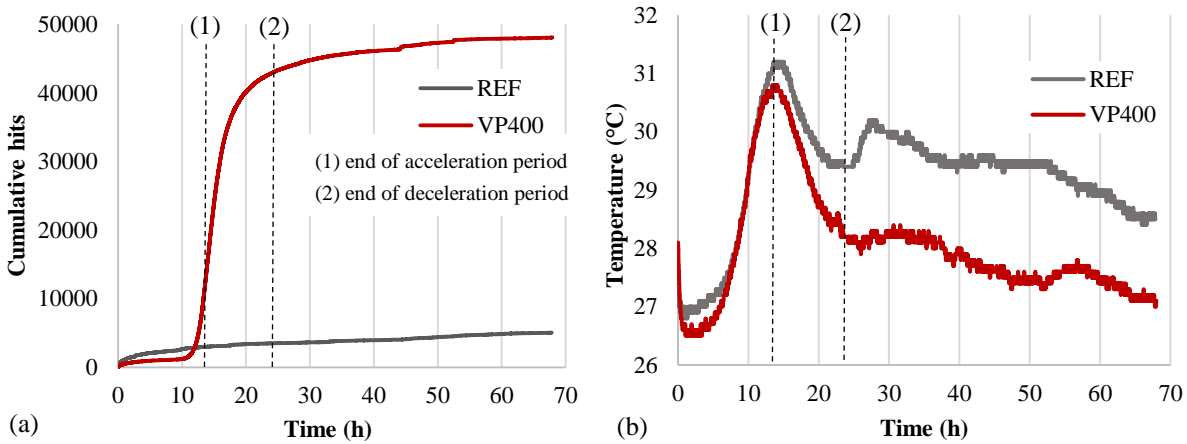 50000
40000
30000
20000
10000
0
Cumulative hits
(1)
(2)
REF
VP400
(1) end of acceleration period
(2) end of deceleration period
0 10 20 30 40 50 60 70
Time (h)
(a)
32
31
30
29
28
27
26
Temperature (°C)
(1)
(2)
REF
VP400
0 10 20 30 40 50 60 70
Time (h)
(b)